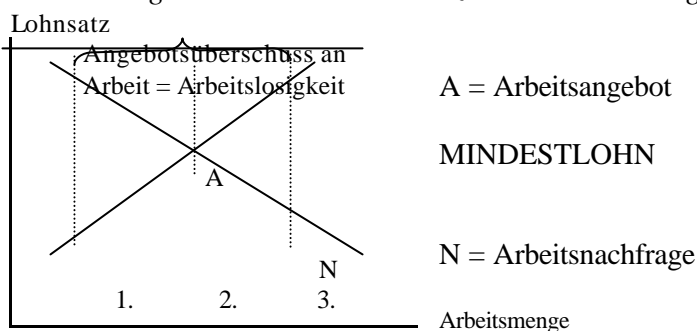 Lohnsatz
Angebotsüberschuss an
Arbeit = Arbeitslosigkeit
A = Arbeitsangebot
MINDESTLOHN
A
N = Arbeitsnachfrage
N
1. 2. 3.
Arbeitsmenge